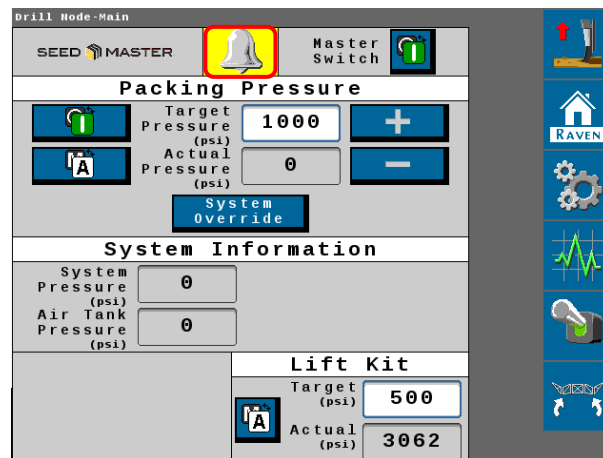 Drill Node-Main
SEED MASTER
Master
Switch
Packing Pressure
Target
Pressure
(psi)
1000
+
Actual
Pressure
(psi)
0
−
A
System
Override
RAVEN
System Information
System
Pressure
(psi)
0
Air Tank
Pressure
(psi)
0
Lift Kit
Target
(psi)
500
A
Actual
(psi)
3062